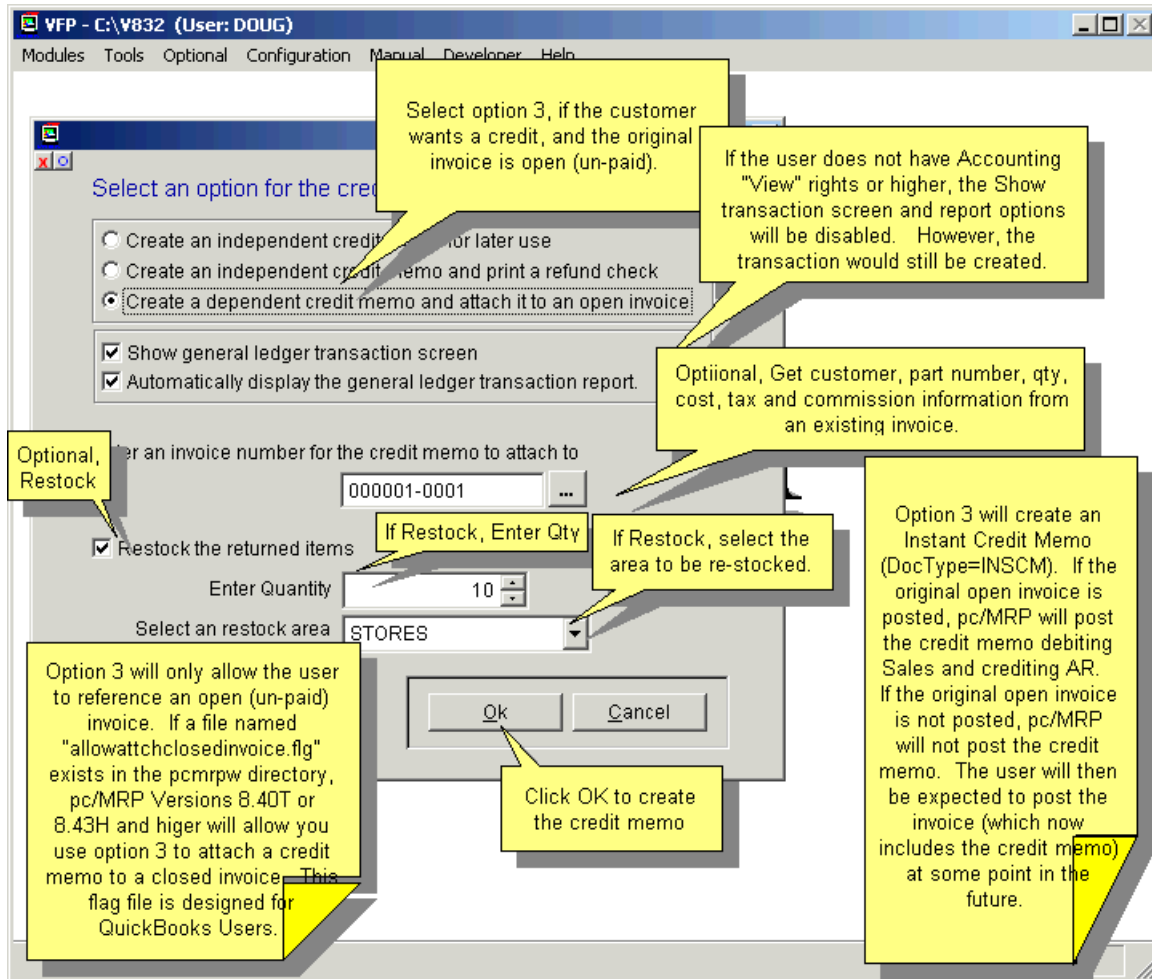 VFP - C:\V832 (User: DOUG)
Modules Tools Optional Configuration Manual Developer Help
Select option 3, if the customer
wants a credit, and the original
invoice is open (un-paid).
If the user does not have Accounting
"View" rights or higher, the Show
transaction screen and report options
will be disabled. However, the
transaction would still be created.
Select an option for the cre
Create an independent credit or later use
Create an independent credit memo and print a refund check
Create a dependent credit memo and attach it to an open invoice
Show general ledger transaction screen
Automatically display the general ledger transaction report.
Optiional, Get customer, part number, qty,
cost, tax and commission information from
an existing invoice.
Optional,
Restock
er an invoice number for the credit memo to attach to
000001-0001 ...
If Restock, Enter Qty
If Restock, select the
area to be re-stocked.
Restock the returned items
Enter Quantity 10
Select an restock area STORES
Option 3 will create an
Instant Credit Memo
(DocType=INSCM). If the
original open invoice is
posted, pc/MRP will post
the credit memo debiting
Sales and crediting AR.
If the original open invoice
is not posted, pc/MRP
will not post the credit
memo. The user will then
be expected to post the
invoice (which now
includes the credit memo)
at some point in the
future.
Option 3 will only allow the user
to reference an open (un-paid)
invoice. If a file named
"allowattchclosedinvoice.flg"
exists in the pcmrpw directory,
pc/MRP Versions 8.40T or
8.43H and higer will allow you
use option 3 to attach a credit
memo to a closed invoice. This
flag file is designed for
QuickBooks Users.
Ok Cancel
Click OK to create
the credit memo